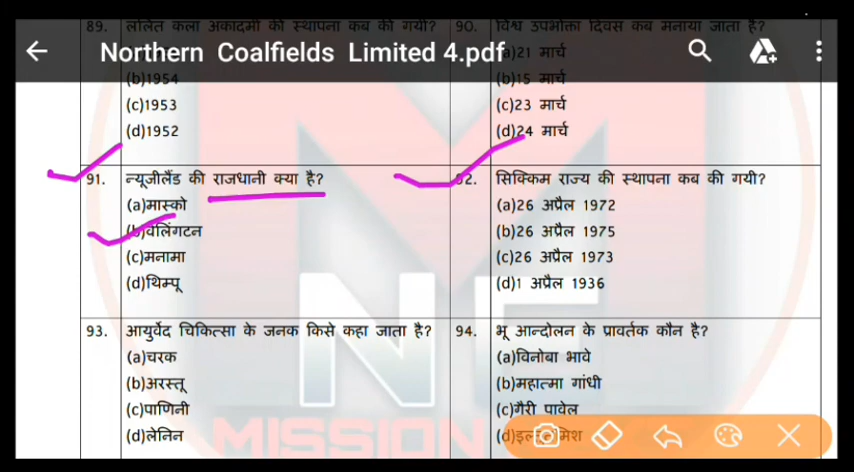 89. ललित कला अकादमी की स्थापना कब की गयी?
90. विश्व उपभोक्ता दिवस कब मनाया जाता है?
Northern Coalfields Limited 4.pdf
(b)1954
(c)1953
(d)1952
(a)21 मार्च
(b)15 मार्च
(c)23 मार्च
(d)24 मार्च
91. न्यूजीलैंड की राजधानी क्या है?
(a)मास्को
(b)वेलिंगटन
(c)मनामा
(d)थिम्पू
92. सिक्किम राज्य की स्थापना कब की गयी?
(a)26 अप्रैल 1972
(b)26 अप्रैल 1975
(c)26 अप्रैल 1973
(d)1 अप्रैल 1936
93. आयुर्वेद चिकित्सा के जनक किसे कहा जाता है?
(a)चरक
(b)अरस्तू
(c)पाणिनी
(d)लेनिन
94. भू आन्दोलन के प्रावर्तक कौन है?
(a)विनोबा भावे
(b)महात्मा गांधी
(c)गैरी पावेल
(d)
MISSION